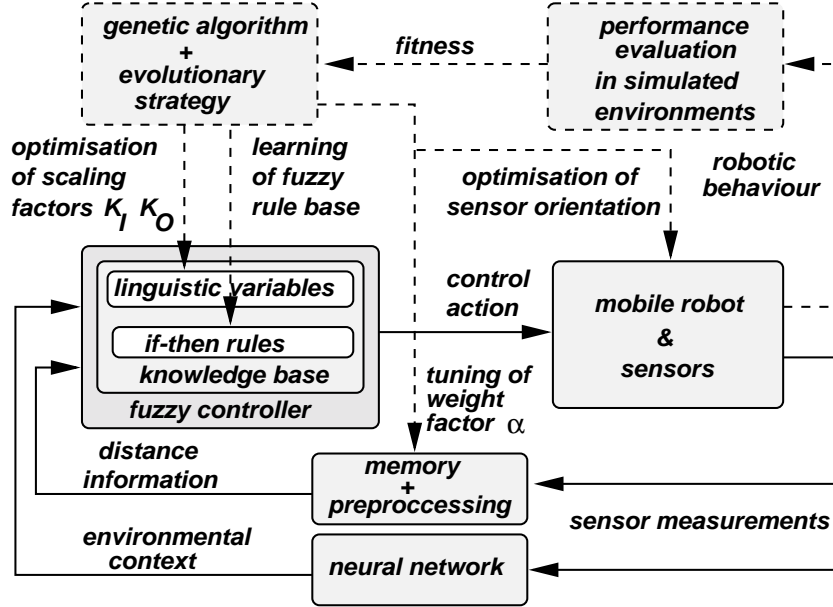 genetic algorithm
+
evolutionary
strategy
fitness
performance
evaluation
in simulated
environments
optimisation
of scaling
factors K_I K_O
learning
of fuzzy
rule base
optimisation of
sensor orientation
robotic
behaviour
linguistic variables
if-then rules
knowledge base
fuzzy controller
control
action
mobile robot
&
sensors
tuning of
weight
factor α
distance
information
memory
+
preproccessing
sensor measurements
environmental
context
neural network